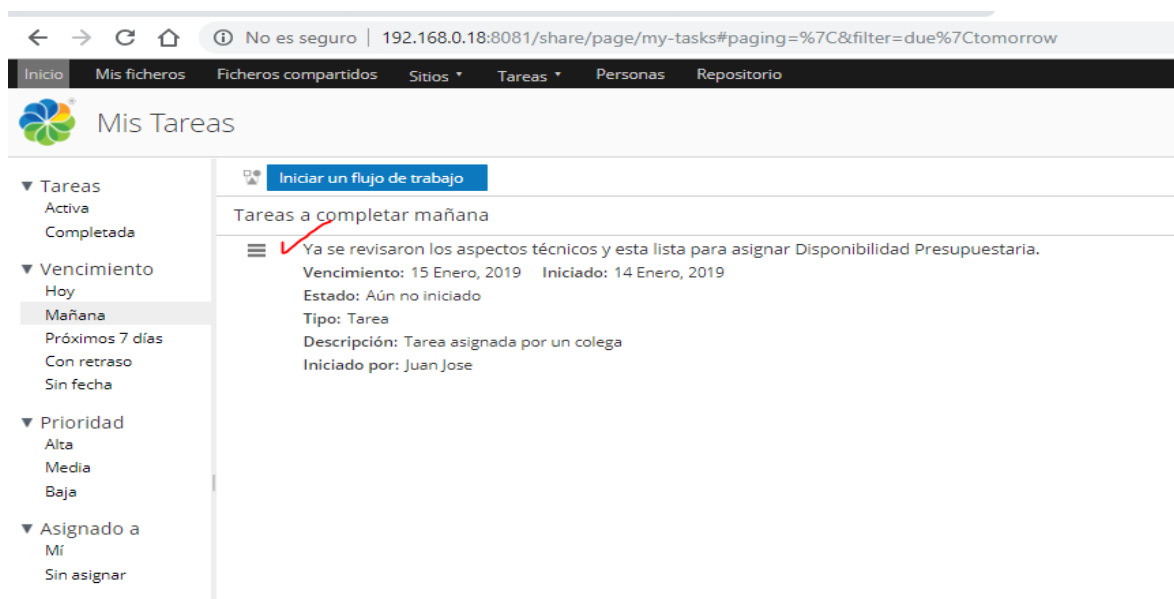 No es seguro | 192.168.0.18:8081/share/page/my-tasks#paging=%7C&filter=due%7Ctomorrow
Inicio Mis ficheros Ficheros compartidos Sitios Tareas Personas Repositorio
Mis Tareas
Tareas
Activa
Completada
Vencimiento
Hoy
Mañana
Próximos 7 días
Con retraso
Sin fecha
Prioridad
Alta
Media
Baja
Asignado a
Mí
Sin asignar
Iniciar un flujo de trabajo
Tareas a completar mañana
Ya se revisaron los aspectos técnicos y esta lista para asignar Disponibilidad Presupuestaria.
Vencimiento: 15 Enero, 2019 Iniciado: 14 Enero, 2019
Estado: Aún no iniciado
Tipo: Tarea
Descripción: Tarea asignada por un colega
Iniciado por: Juan Jose